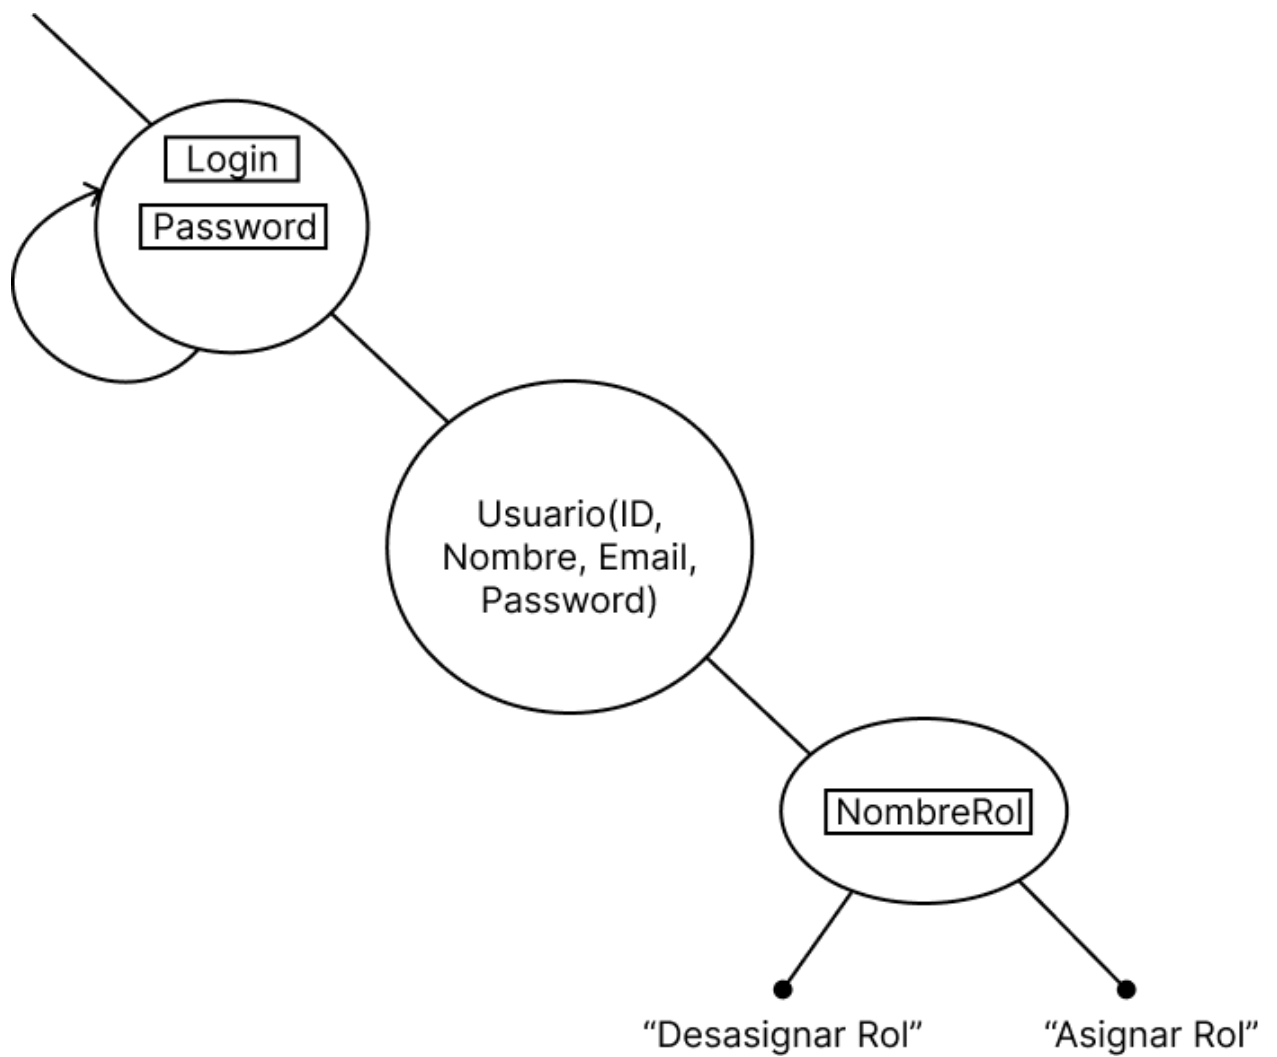 Login
Password
Usuario(ID,
Nombre, Email,
Password)
NombreRol
“Desasignar Rol”
“Asignar Rol”